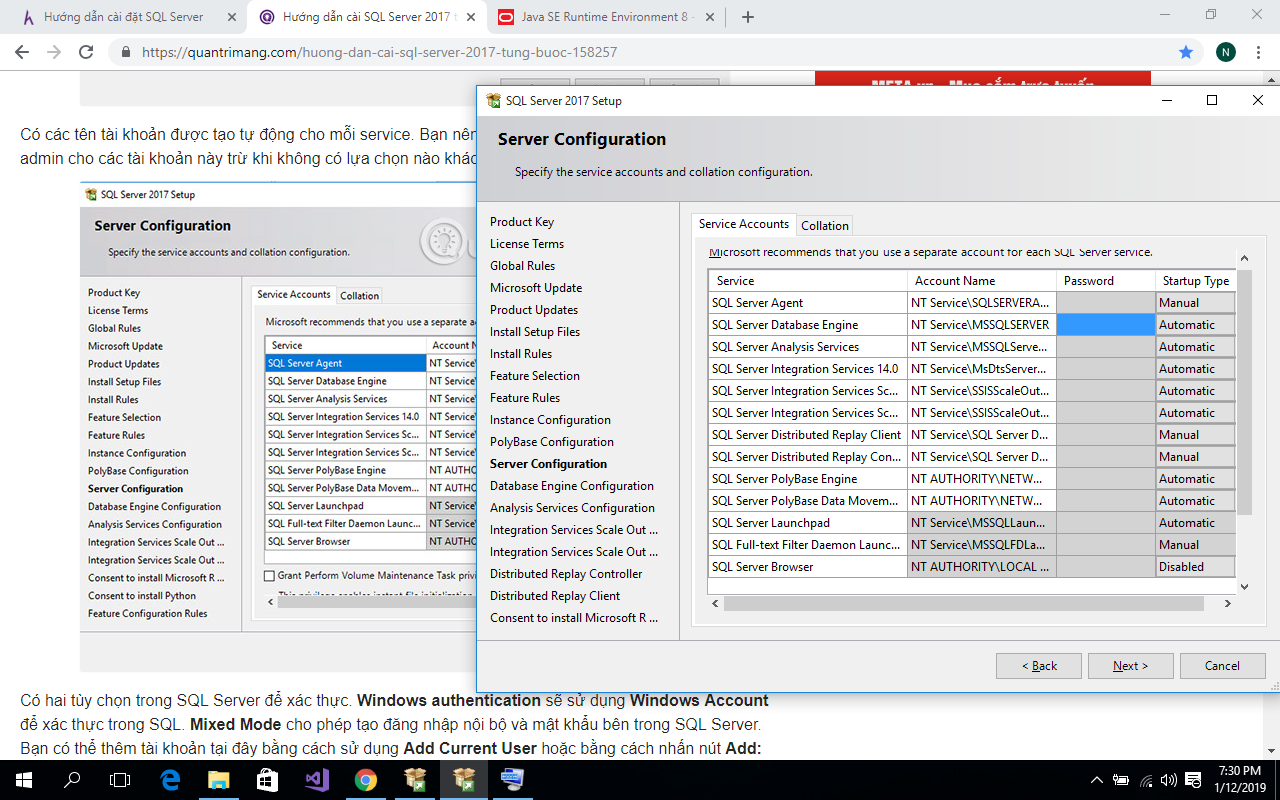 Hướng dẫn cài đặt SQL Server
Hướng dẫn cài SQL Server 2017 t
Java SE Runtime Environment 8 -
https://quantrimang.com/huong-dan-cai-sql-server-2017-tung-buoc-158257
N
META.vn - Mua sắm trực tuyến
Có các tên tài khoản được tạo tự động cho mỗi service. Bạn nên
admin cho các tài khoản này trừ khi không có lựa chọn nào khác
SQL Server 2017 Setup
Server Configuration
Specify the service accounts and collation configuration.
Product Key
License Terms
Global Rules
Microsoft Update
Product Updates
Install Setup Files
Install Rules
Feature Selection
Feature Rules
Instance Configuration
PolyBase Configuration
Server Configuration
Database Engine Configuration
Analysis Services Configuration
Integration Services Scale Out ...
Integration Services Scale Out ...
Consent to install Microsoft R ...
Consent to install Python
Feature Configuration Rules
Service Accounts Collation
Microsoft recommends that you use a separate a
Service Account N
SQL Server Agent NT Service\
SQL Server Database Engine NT Service\
SQL Server Analysis Services NT Service\
SQL Server Integration Services 14.0 NT Service\
SQL Server Integration Services Sc... NT Service\
SQL Server Integration Services Sc... NT Service\
SQL Server PolyBase Engine NT AUTHO
SQL Server PolyBase Data Movem... NT AUTHO
SQL Server Launchpad NT Service\
SQL Full-text Filter Daemon Launc... NT Service\
SQL Server Browser NT AUTHO
Grant Perform Volume Maintenance Task privi
This privilege enables instant file initialization
SQL Server 2017 Setup
Server Configuration
Specify the service accounts and collation configuration.
Product Key
License Terms
Global Rules
Microsoft Update
Product Updates
Install Setup Files
Install Rules
Feature Selection
Feature Rules
Instance Configuration
PolyBase Configuration
Server Configuration
Database Engine Configuration
Analysis Services Configuration
Integration Services Scale Out ...
Integration Services Scale Out ...
Distributed Replay Controller
Distributed Replay Client
Consent to install Microsoft R ...
Service Accounts Collation
Microsoft recommends that you use a separate account for each SQL Server service.
Service Account Name Password Startup Type
SQL Server Agent NT Service\SQLSERVERA... Manual
SQL Server Database Engine NT Service\MSSQLSERVER Automatic
SQL Server Analysis Services NT Service\MSSQLServe... Automatic
SQL Server Integration Services 14.0 NT Service\MsDtsServer... Automatic
SQL Server Integration Services Sc... NT Service\SSISScaleOut... Automatic
SQL Server Integration Services Sc... NT Service\SSISScaleOut... Automatic
SQL Server Distributed Replay Client NT Service\SQL Server D... Manual
SQL Server Distributed Replay Con... NT Service\SQL Server D... Manual
SQL Server PolyBase Engine NT AUTHORITY\NETW... Automatic
SQL Server PolyBase Data Movem... NT AUTHORITY\NETW... Automatic
SQL Server Launchpad NT Service\MSSQLLaun... Automatic
SQL Full-text Filter Daemon Launc... NT Service\MSSQLFDLa... Manual
SQL Server Browser NT AUTHORITY\LOCAL ... Disabled
< Back Next > Cancel
Có hai tùy chọn trong SQL Server để xác thực. Windows authentication sẽ sử dụng Windows Account
để xác thực trong SQL. Mixed Mode cho phép tạo đăng nhập nội bộ và mật khẩu bên trong SQL Server.
Bạn có thể thêm tài khoản tại đây bằng cách sử dụng Add Current User hoặc bằng cách nhấn nút Add:
7:30 PM
1/12/2019